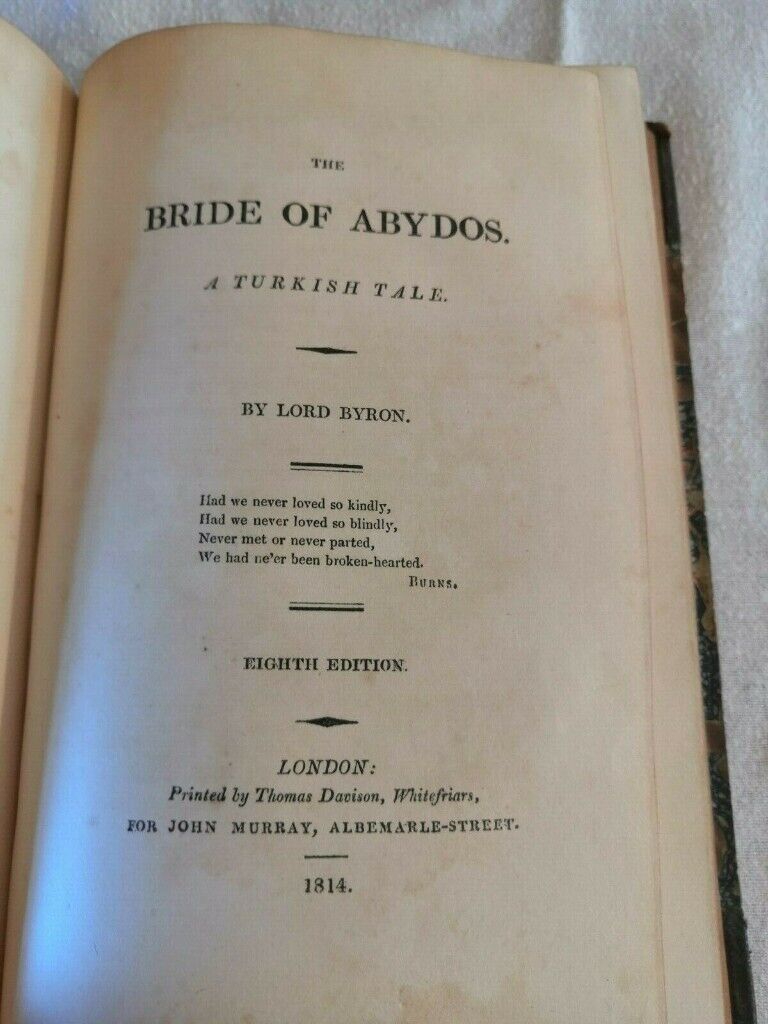 THE
BRIDE OF ABYDOS.
A TURKISH TALE.
BY LORD BYRON.
Had we never loved so kindly,
Had we never loved so blindly,
Never met or never parted,
We had ne'er been broken-hearted.
BURNS.
EIGHTH EDITION.
LONDON:
Printed by Thomas Davison, Whitefriars,
FOR JOHN MURRAY, ALBEMARLE-STREET.
1814.